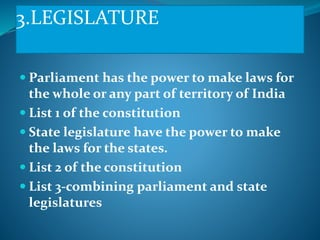 3.LEGISLATURE
Parliament has the power to make laws for
the whole or any part of territory of India
List 1 of the constitution
State legislature have the power to make
the laws for the states.
List 2 of the constitution
List 3-combining parliament and state
legislatures